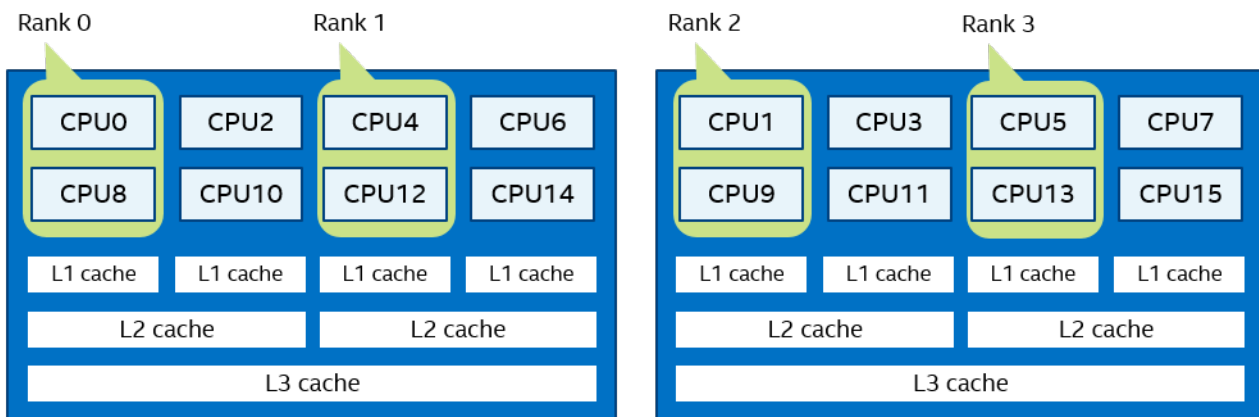 Rank 0 Rank 1 Rank 2 Rank 3
CPU0 CPU2 CPU4 CPU6 CPU1 CPU3 CPU5 CPU7
CPU8 CPU10 CPU12 CPU14 CPU9 CPU11 CPU13 CPU15
L1 cache L1 cache L1 cache L1 cache L1 cache L1 cache L1 cache L1 cache
L2 cache L2 cache L2 cache L2 cache
L3 cache L3 cache